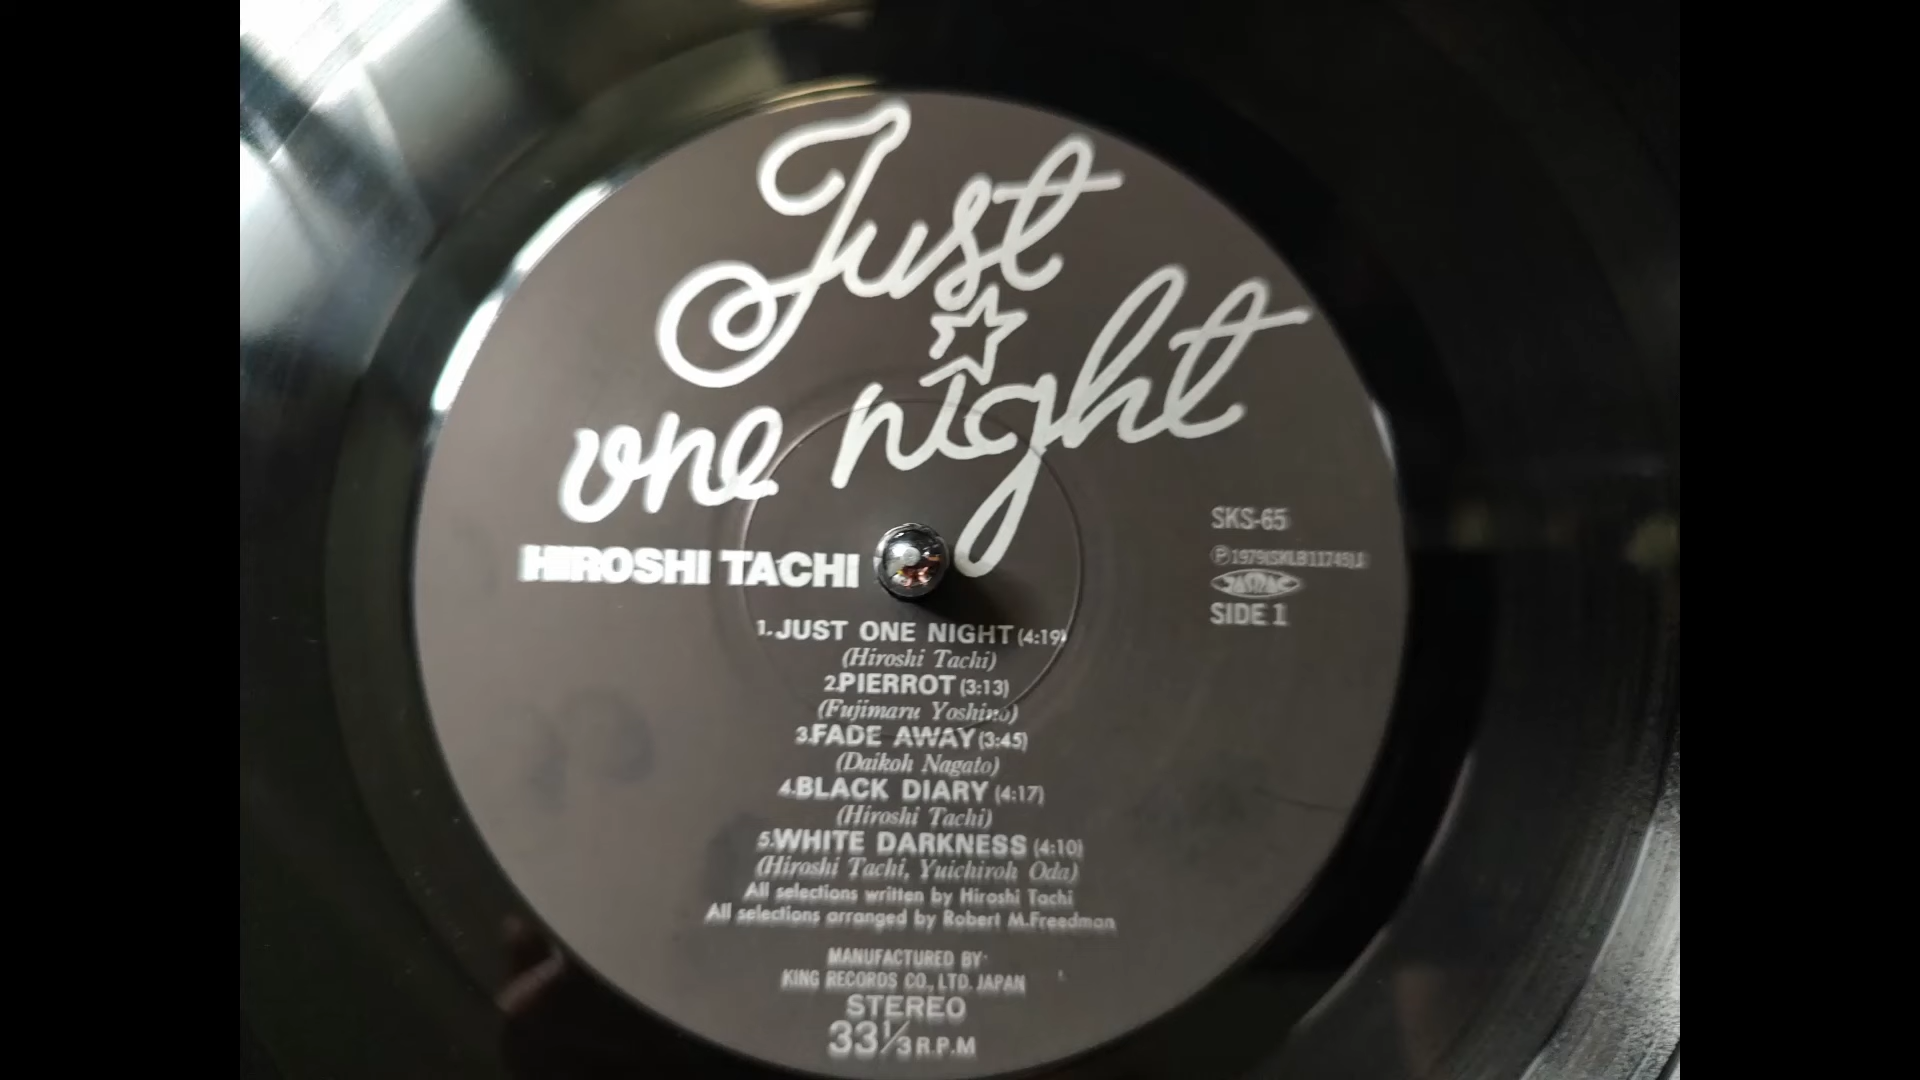 Just
one night
HIROSHI TACHI
SKS-65
Ⓟ1979(SKLB11745)J
JASRAC
SIDE 1
1.JUST ONE NIGHT (4:19)
(Hiroshi Tachi)
2.PIERROT (3:13)
(Fujimaru Yoshino)
3.FADE AWAY (3:45)
(Daikoh Nagato)
4.BLACK DIARY (4:17)
(Hiroshi Tachi)
5.WHITE DARKNESS (4:10)
(Hiroshi Tachi, Yuichiroh Oda)
All selections written by Hiroshi Tachi
All selections arranged by Robert M.Freedman
MANUFACTURED BY
KING RECORDS CO., LTD. JAPAN
STEREO
33⅓ R.P.M